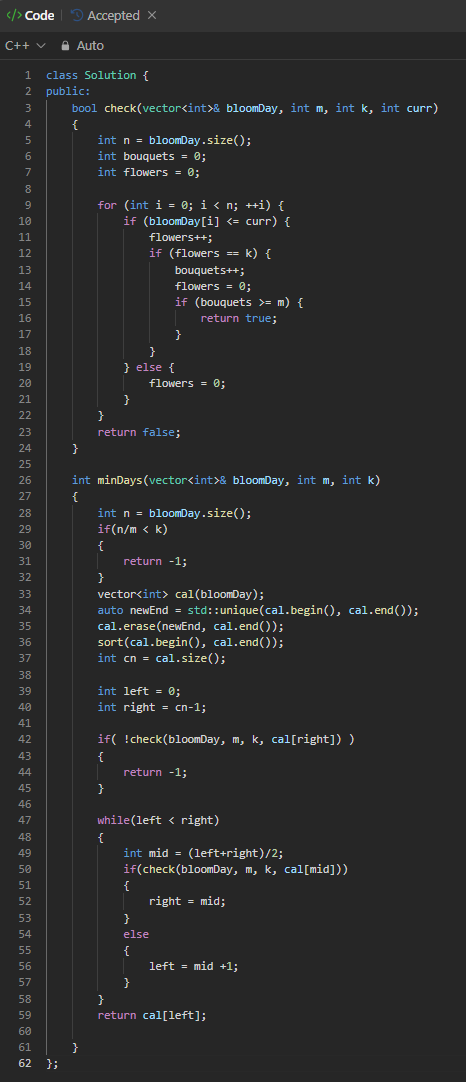 </> Code | Accepted ×
C++ Auto
1 class Solution {
2 public:
3 bool check(vector<int>& bloomDay, int m, int k, int curr)
4 {
5 int n = bloomDay.size();
6 int bouquets = 0;
7 int flowers = 0;
8
9 for (int i = 0; i < n; ++i) {
10 if (bloomDay[i] <= curr) {
11 flowers++;
12 if (flowers == k) {
13 bouquets++;
14 flowers = 0;
15 if (bouquets >= m) {
16 return true;
17 }
18 }
19 } else {
20 flowers = 0;
21 }
22 }
23 return false;
24 }
25
26 int minDays(vector<int>& bloomDay, int m, int k)
27 {
28 int n = bloomDay.size();
29 if(n/m < k)
30 {
31 return -1;
32 }
33 vector<int> cal(bloomDay);
34 auto newEnd = std::unique(cal.begin(), cal.end());
35 cal.erase(newEnd, cal.end());
36 sort(cal.begin(), cal.end());
37 int cn = cal.size();
38
39 int left = 0;
40 int right = cn-1;
41
42 if( !check(bloomDay, m, k, cal[right]) )
43 {
44 return -1;
45 }
46
47 while(left < right)
48 {
49 int mid = (left+right)/2;
50 if(check(bloomDay, m, k, cal[mid]))
51 {
52 right = mid;
53 }
54 else
55 {
56 left = mid +1;
57 }
58 }
59 return cal[left];
60
61 }
62 };